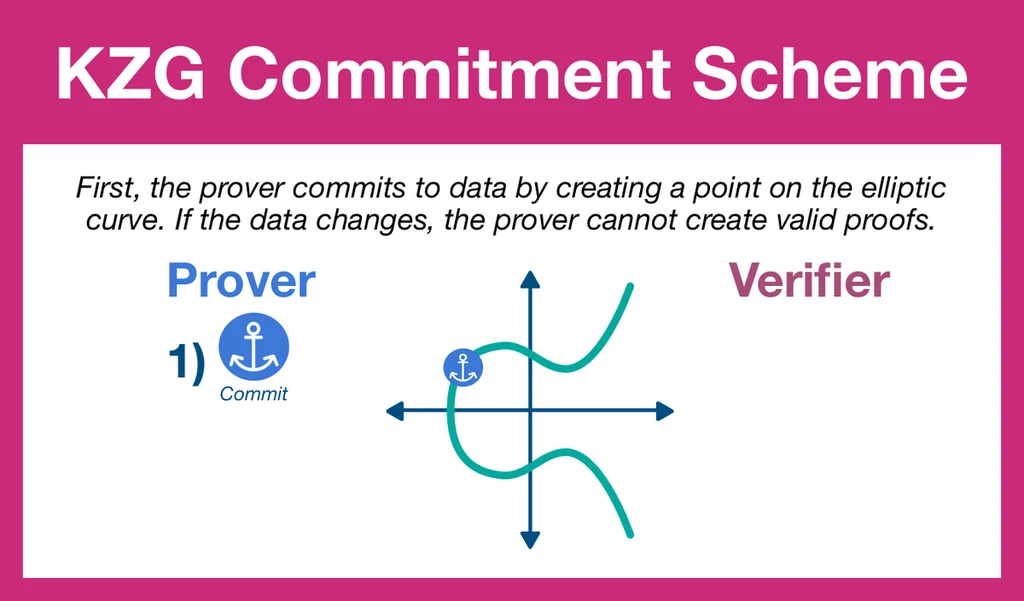 KZG Commitment Scheme
First, the prover commits to data by creating a point on the elliptic
curve. If the data changes, the prover cannot create valid proofs.
Prover
Verifier
1)
Commit